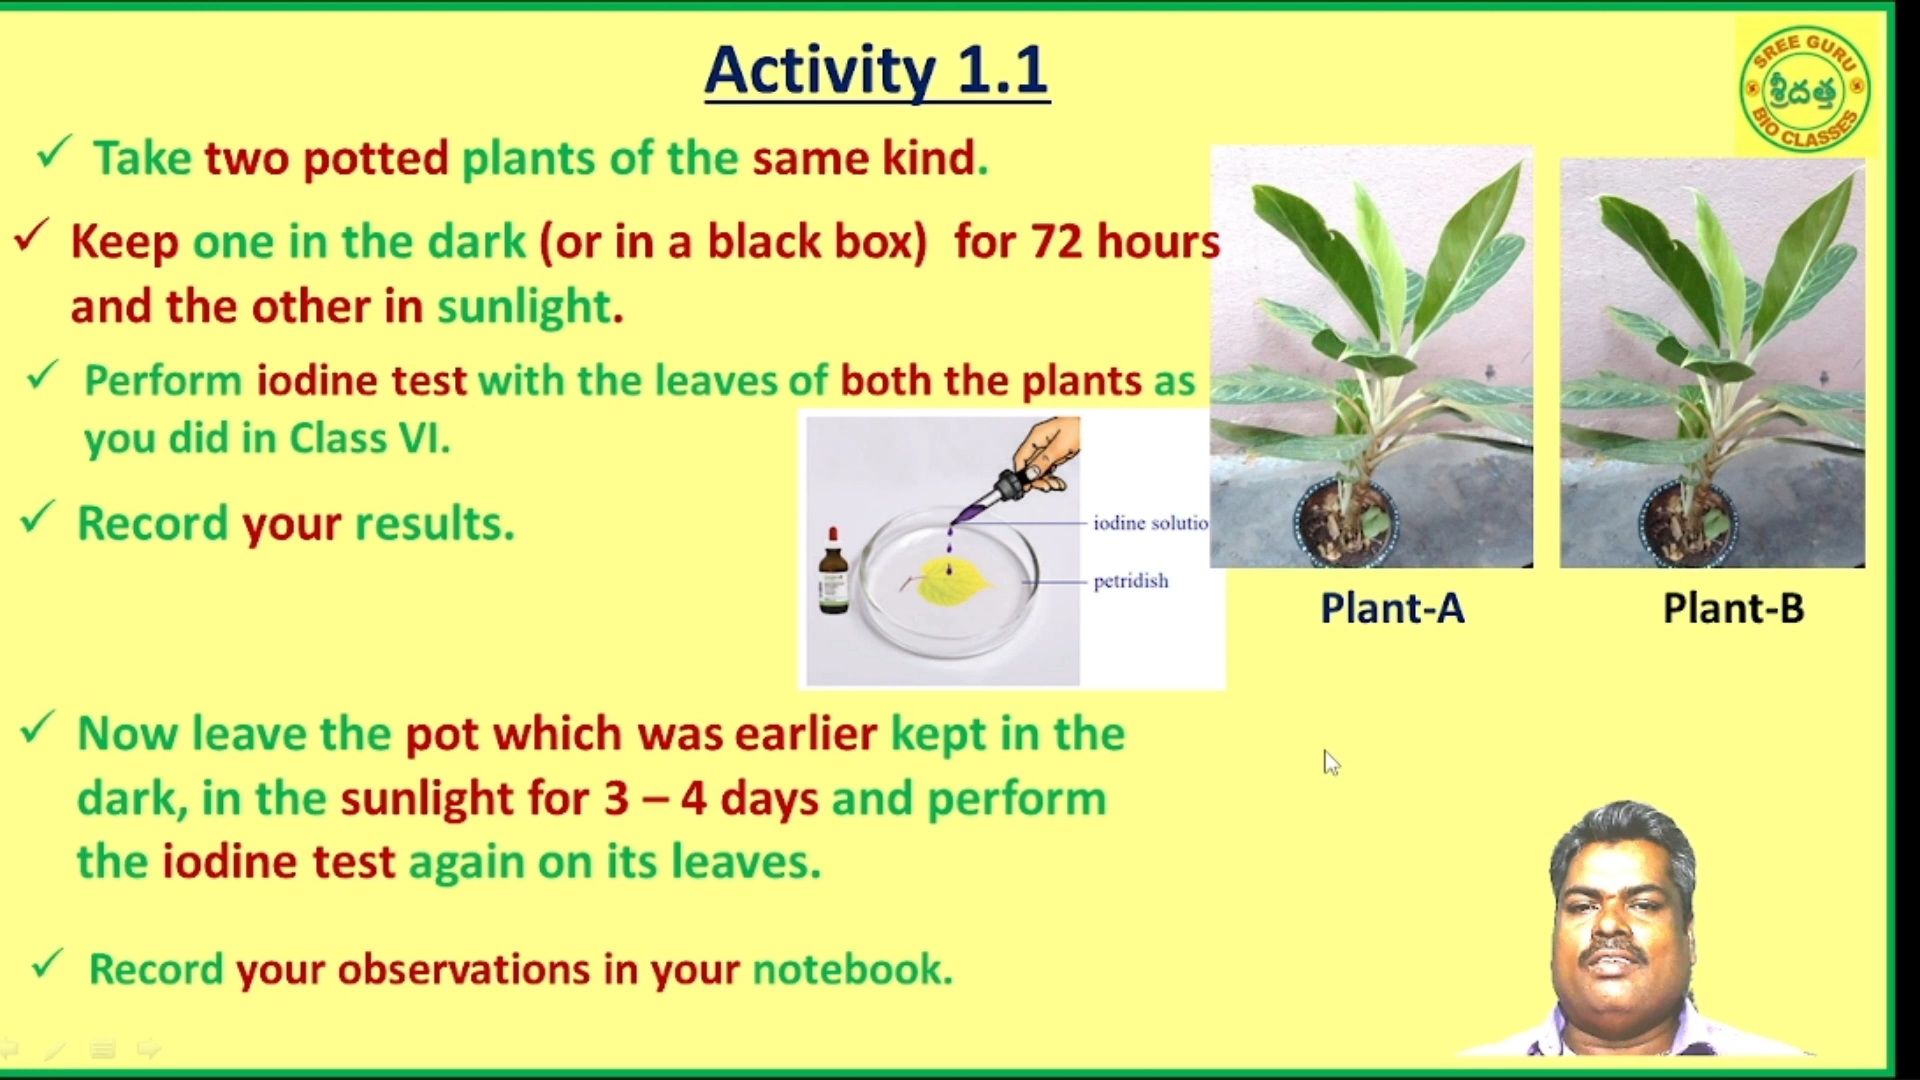 Activity 1.1
SREE GURU
శ్రీదత్త
BIO CLASSES
✓ Take two potted plants of the same kind.
✓ Keep one in the dark (or in a black box) for 72 hours
and the other in sunlight.
✓ Perform iodine test with the leaves of both the plants as
you did in Class VI.
✓ Record your results.
iodine solutio
petridish
Plant-A
Plant-B
✓ Now leave the pot which was earlier kept in the
dark, in the sunlight for 3 – 4 days and perform
the iodine test again on its leaves.
✓ Record your observations in your notebook.